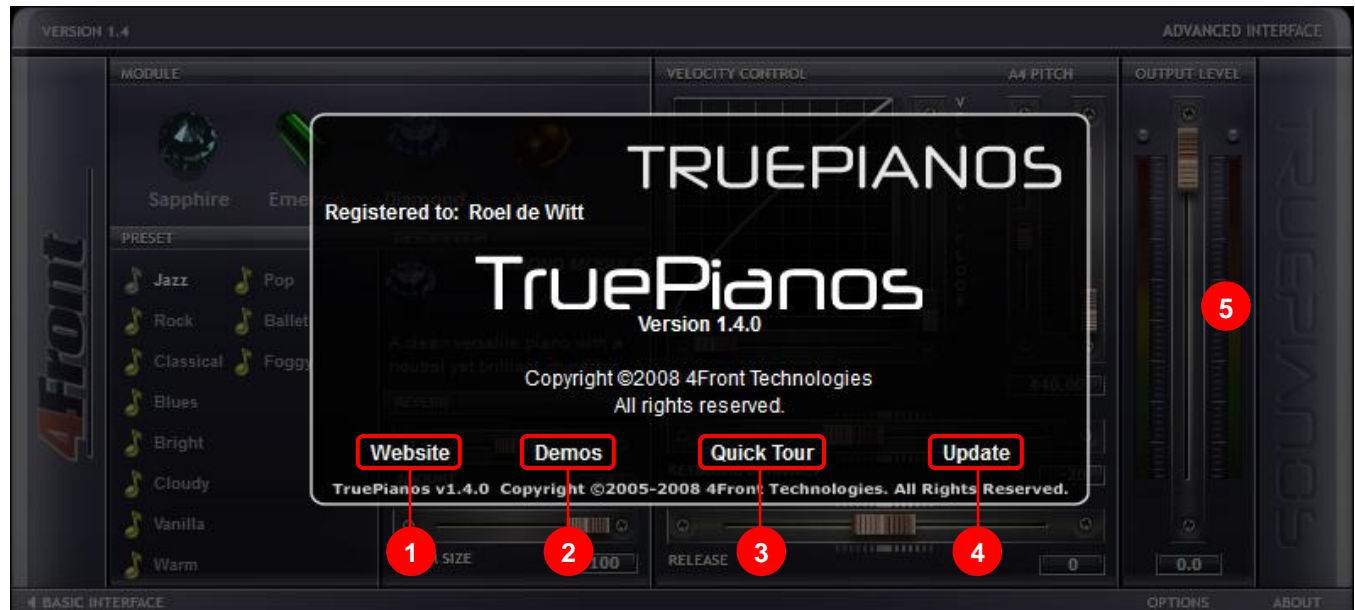 VERSION 1.4
ADVANCED INTERFACE
MODULE
VELOCITY CONTROL
A4 PITCH
OUTPUT LEVEL
Sapphire
TRUEPIANOS
Registered to: Roel de Witt
PRESET
TruePianos
Version 1.4.0
Jazz
Pop
Rock
Ballet
Classical
Foggy
Blues
Bright
Cloudy
Vanilla
Warm
Copyright ©2008 4Front Technologies
All rights reserved.
Website
Demos
Quick Tour
Update
TruePianos v1.4.0 Copyright ©2005-2008 4Front Technologies. All Rights Reserved.
1
2
3
4
5
SIZE
100
RELEASE
0
0.0
BASIC INTERFACE
OPTIONS
ABOUT
4Front
TRUEPIANOS